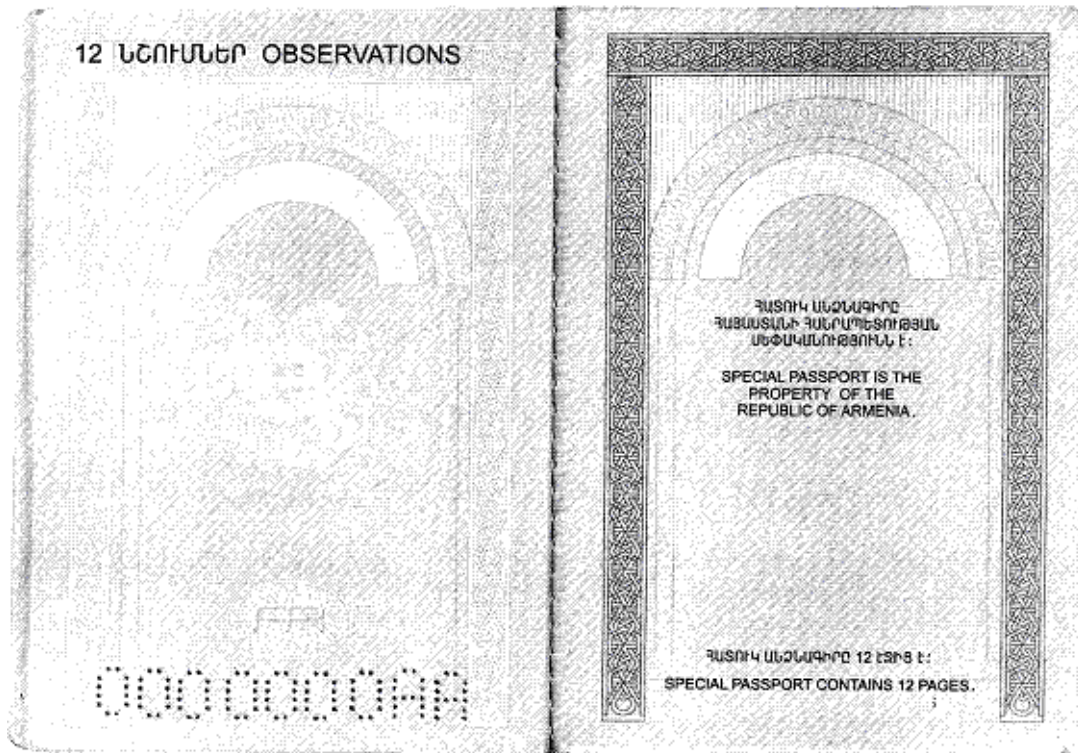 12 ՆՇՈՒՄՆԵՐ OBSERVATIONS
0000000AA
ՀԱՏՈՒԿ ԱՆՁՆԱԳԻՐԸ
ՀԱՅԱՍՏԱՆԻ ՀԱՆՐԱՊԵՏՈՒԹՅԱՆ
ՍԵՓԱԿԱՆՈՒԹՅՈՒՆՆ Է:
SPECIAL PASSPORT IS THE
PROPERTY OF THE
REPUBLIC OF ARMENIA.
ՀԱՏՈՒԿ ԱՆՁՆԱԳԻՐԸ 12 ԷՋԻՑ Է:
SPECIAL PASSPORT CONTAINS 12 PAGES.